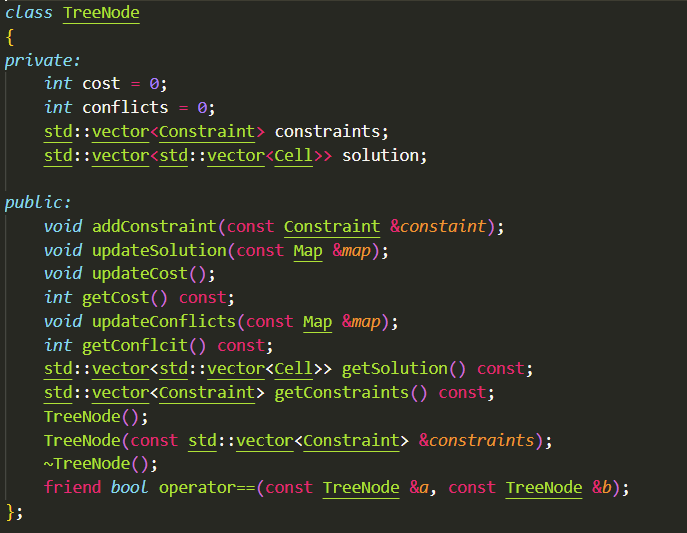 class TreeNode
{
private:
    int cost = 0;
    int conflicts = 0;
    std::vector<Constraint> constraints;
    std::vector<std::vector<Cell>> solution;

public:
    void addConstraint(const Constraint &constaint);
    void updateSolution(const Map &map);
    void updateCost();
    int getCost() const;
    void updateConflicts(const Map &map);
    int getConflcit() const;
    std::vector<std::vector<Cell>> getSolution() const;
    std::vector<Constraint> getConstraints() const;
    TreeNode();
    TreeNode(const std::vector<Constraint> &constraints);
    ~TreeNode();
    friend bool operator==(const TreeNode &a, const TreeNode &b);
};